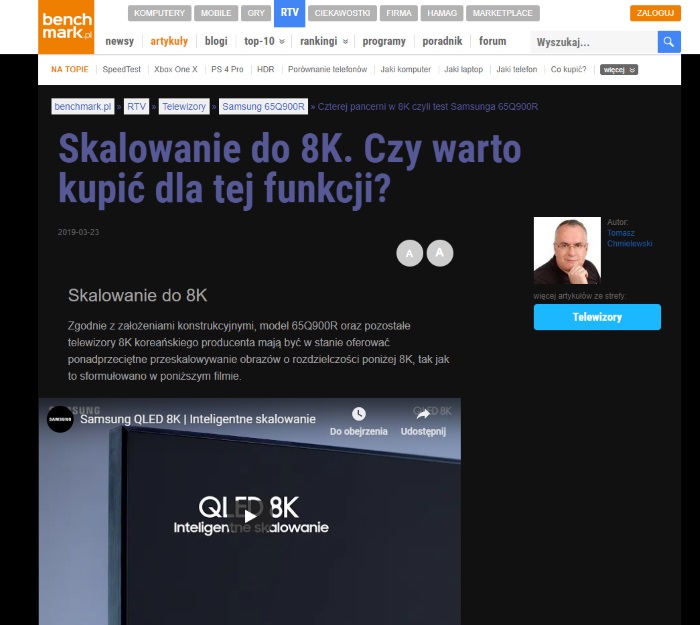 bench
mark.pl
KOMPUTERY MOBILE GRY RTV CIEKAWOSTKI FIRMA HAMAG MARKETPLACE ZALOGUJ
newsy artykuły blogi top-10 rankingi programy poradnik forum Wyszukaj...
NA TOPIE SpeedTest Xbox One X PS 4 Pro HDR Porównanie telefonów Jaki komputer Jaki laptop Jaki telefon Co kupić? więcej
benchmark.pl » RTV » Telewizory » Samsung 65Q900R » Czterej pancerni w 8K czyli test Samsunga 65Q900R
Skalowanie do 8K. Czy warto
kupić dla tej funkcji?
2019-03-23
A A
Autor:
Tomasz
Chmielewski
więcej artykułów ze strefy:
Telewizory
Skalowanie do 8K
Zgodnie z założeniami konstrukcyjnymi, model 65Q900R oraz pozostałe
telewizory 8K koreańskiego producenta mają być w stanie oferować
ponadprzeciętne przeskalowywanie obrazów o rozdzielczości poniżej 8K, tak jak
to sformułowano w poniższym filmie.
SAMSUNG
Samsung QLED 8K | Inteligentne skalowanie
QLED 8K
Do obejrzenia Udostępnij
QLED 8K
Inteligentne skalowanie